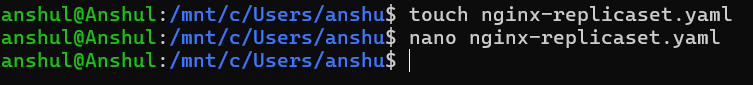 anshul@Anshul:/mnt/c/Users/anshu$ touch nginx-replicaset.yaml
anshul@Anshul:/mnt/c/Users/anshu$ nano nginx-replicaset.yaml
anshul@Anshul:/mnt/c/Users/anshu$